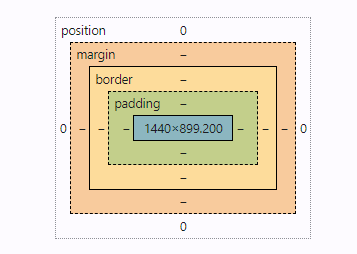 position 0
margin –
border –
padding –
0 – – – 1440×899.200 – – – 0
–
–
–
0